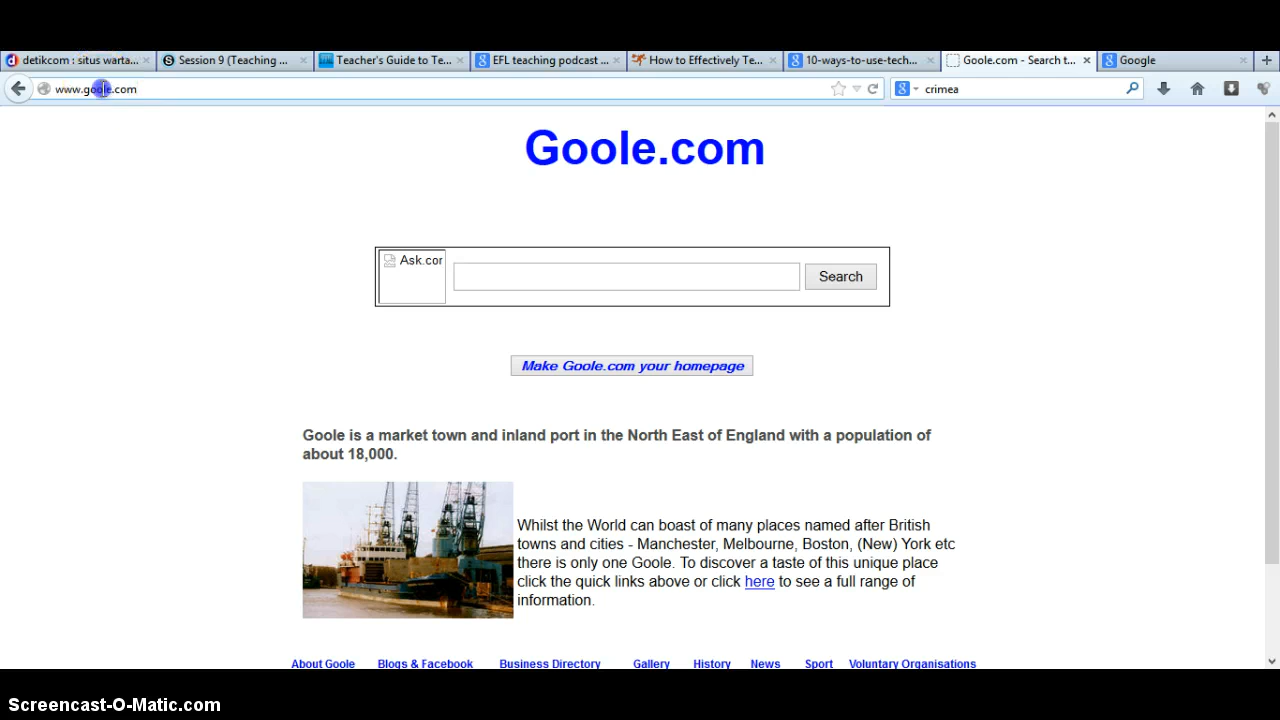 detikcom : situs warta...
Session 9 (Teaching ...
Teacher's Guide to Te...
EFL teaching podcast ...
How to Effectively Te...
10-ways-to-use-tech...
Goole.com - Search t...
Google
www.goole.com
crimea
Goole.com
Ask.cor
Search
Make Goole.com your homepage
Goole is a market town and inland port in the North East of England with a population of
about 18,000.
Whilst the World can boast of many places named after British
towns and cities - Manchester, Melbourne, Boston, (New) York etc
there is only one Goole. To discover a taste of this unique place
click the quick links above or click here to see a full range of
information.
About Goole Blogs & Facebook Business Directory Gallery History News Sport Voluntary Organisations
Screencast-O-Matic.com